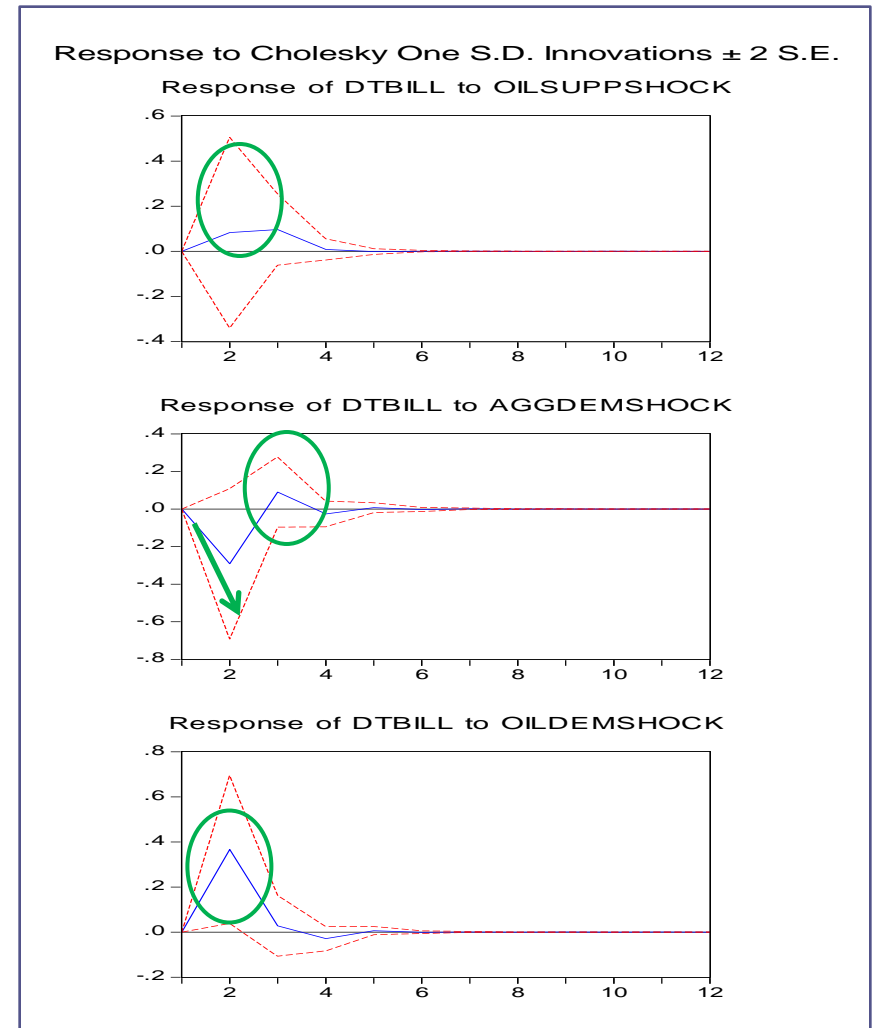 Response to Cholesky One S.D. Innovations ± 2 S.E.
Response of DTBILL to OILSUPPSHOCK
.6
.4
.2
.0
-.2
-.4
2 4 6 8 10 12
Response of DTBILL to AGGDEMSHOCK
.4
.2
.0
-.2
-.4
-.6
-.8
2 4 6 8 10 12
Response of DTBILL to OILDEMSHOCK
.8
.6
.4
.2
.0
-.2
2 4 6 8 10 12